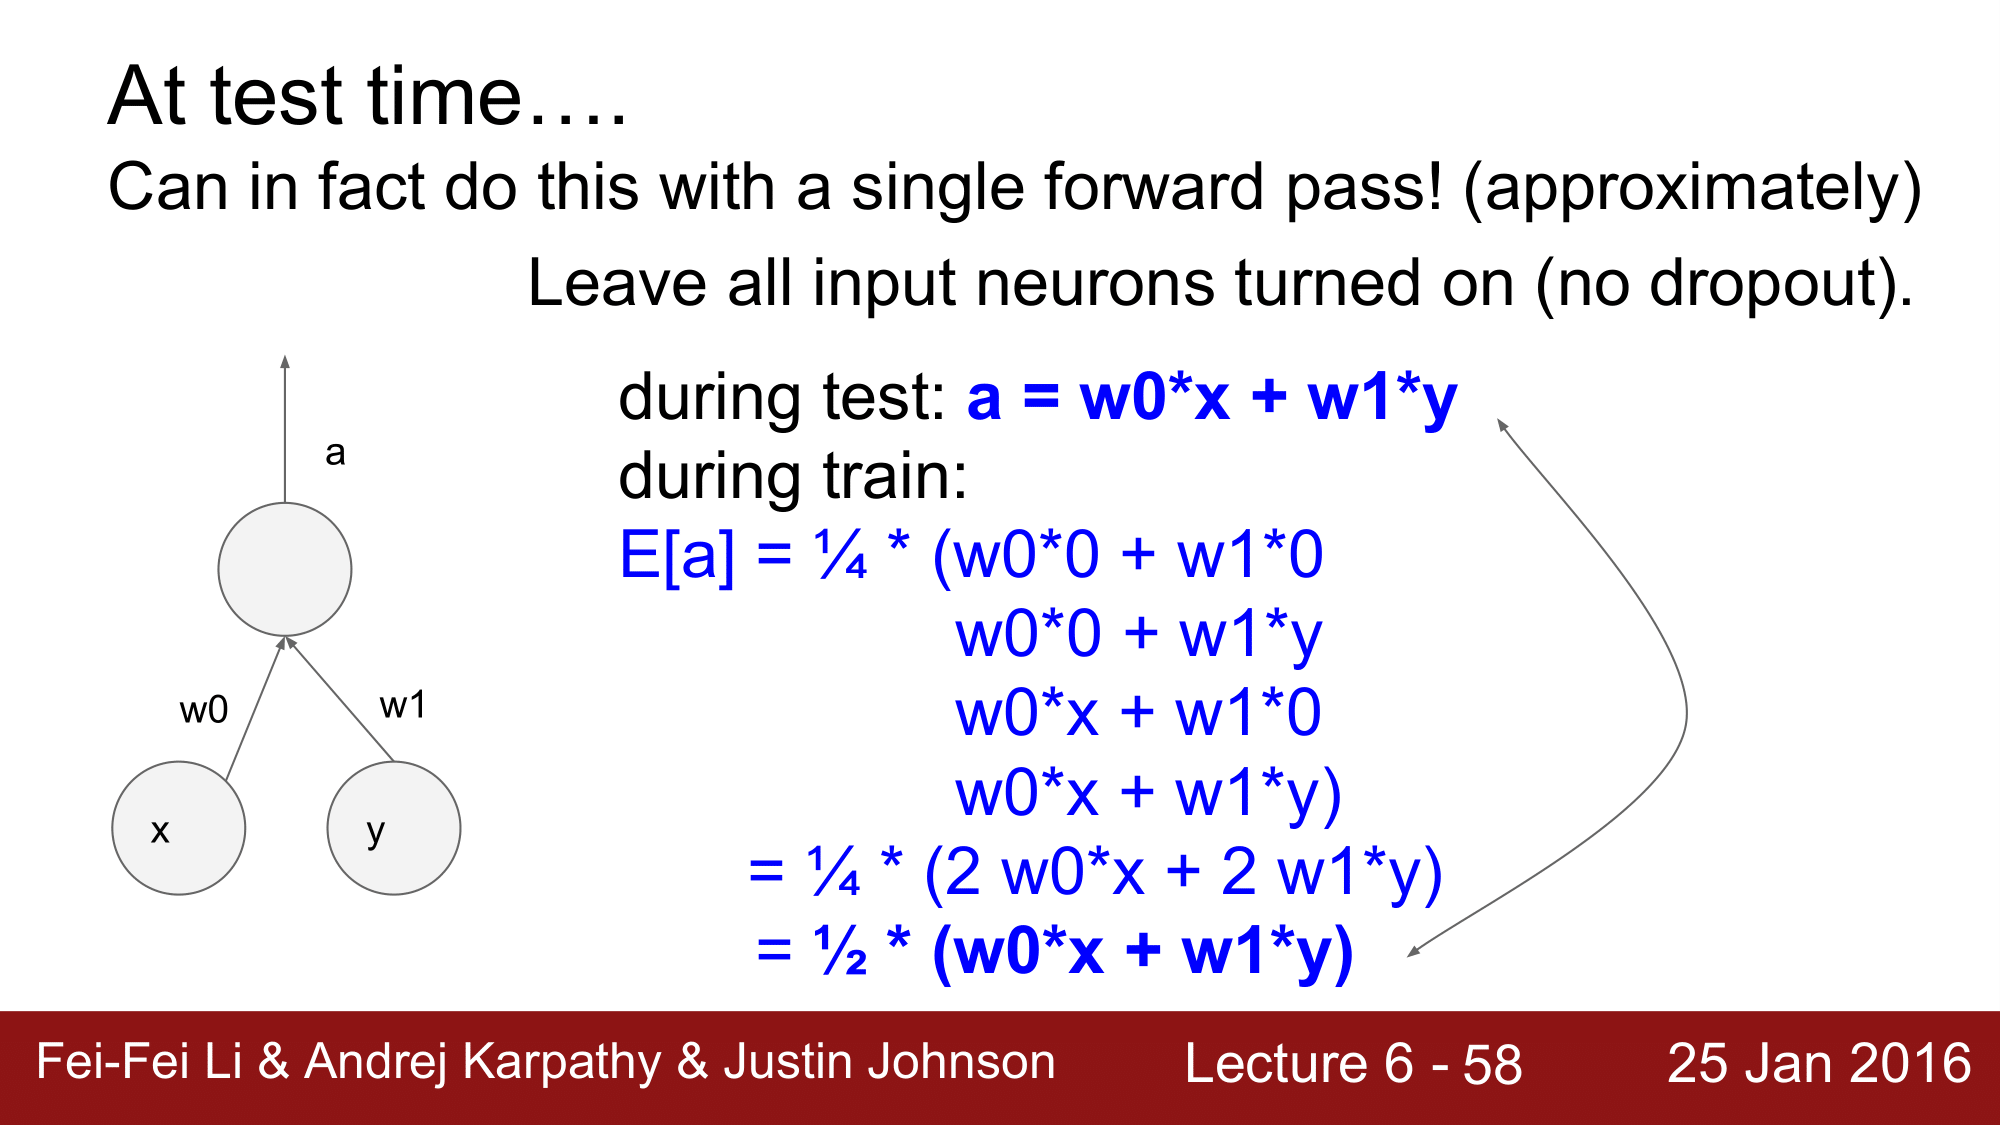 At test time….
Can in fact do this with a single forward pass! (approximately)
Leave all input neurons turned on (no dropout).
during test: a = w0*x + w1*y
during train:
E[a] = ¼ * (w0*0 + w1*0
w0*0 + w1*y
w0*x + w1*0
w0*x + w1*y)
= ¼ * (2 w0*x + 2 w1*y)
= ½ * (w0*x + w1*y)
a
w0
w1
x
y
Fei-Fei Li & Andrej Karpathy & Justin Johnson
Lecture 6 - 58
25 Jan 2016